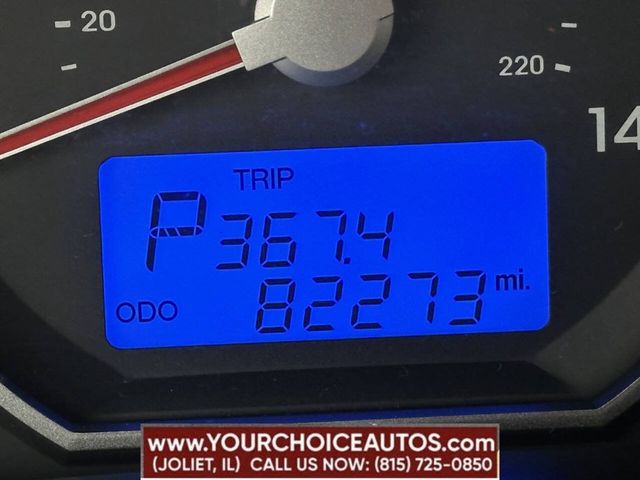 20
220
14
TRIP
P 367.4
ODO 82273 mi.
www.YOURCHOICEAUTOS.com
(JOLIET, IL) CALL US NOW: (815) 725-0850